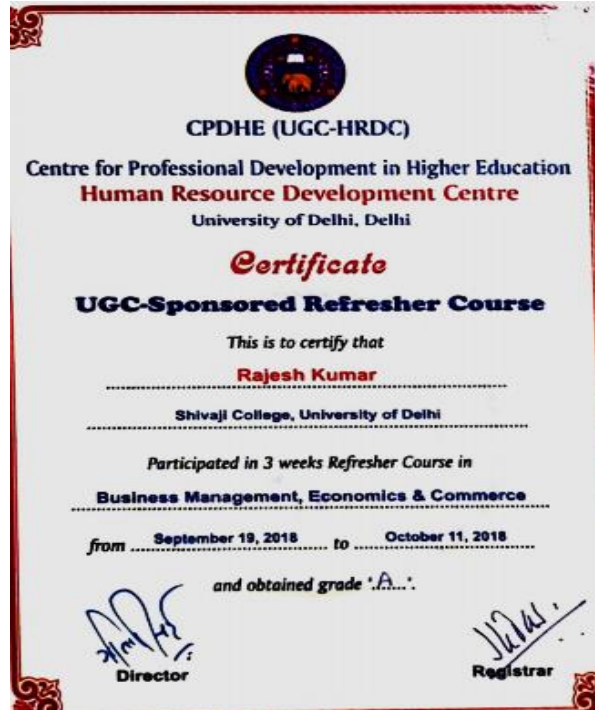 CPDHE (UGC-HRDC)
Centre for Professional Development in Higher Education
Human Resource Development Centre
University of Delhi, Delhi
Certificate
UGC-Sponsored Refresher Course
This is to certify that
Rajesh Kumar
Shivaji College, University of Delhi
Participated in 3 weeks Refresher Course in
Business Management, Economics & Commerce
from September 19, 2018 to October 11, 2018
and obtained grade '.A....'.
Director
Registrar